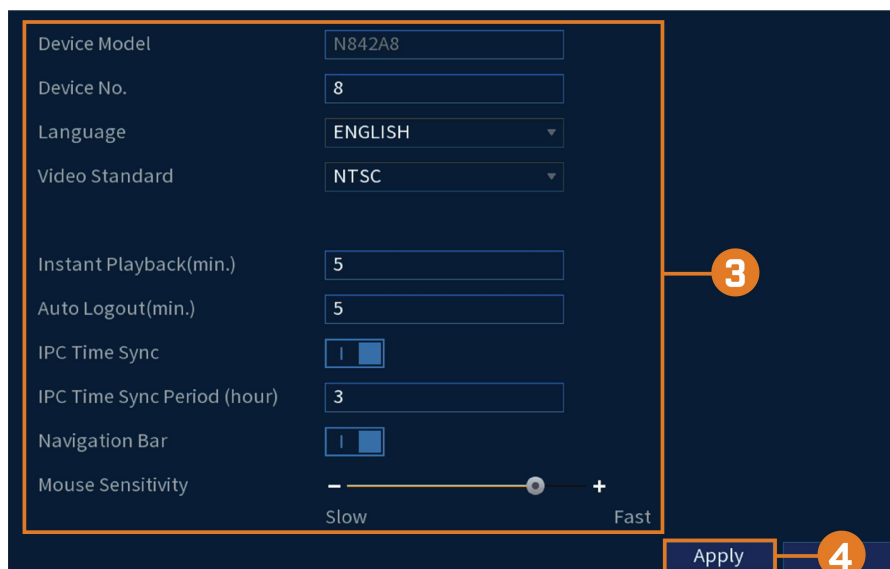 Device Model N842A8
Device No. 8
Language ENGLISH
Video Standard NTSC
Instant Playback(min.) 5
Auto Logout(min.) 5
IPC Time Sync
IPC Time Sync Period (hour) 3
Navigation Bar
Mouse Sensitivity - +
Slow Fast
3
Apply 4